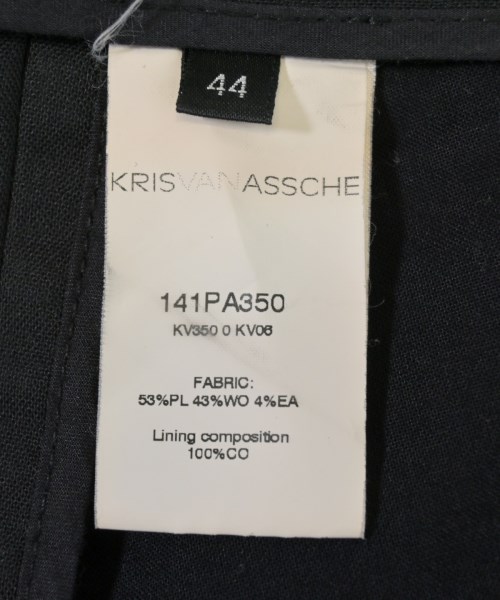 44
KRISVANASSCHE
141PA350
KV350 0 KV06
FABRIC:
53%PL 43%WO 4%EA
Lining composition
100%CO